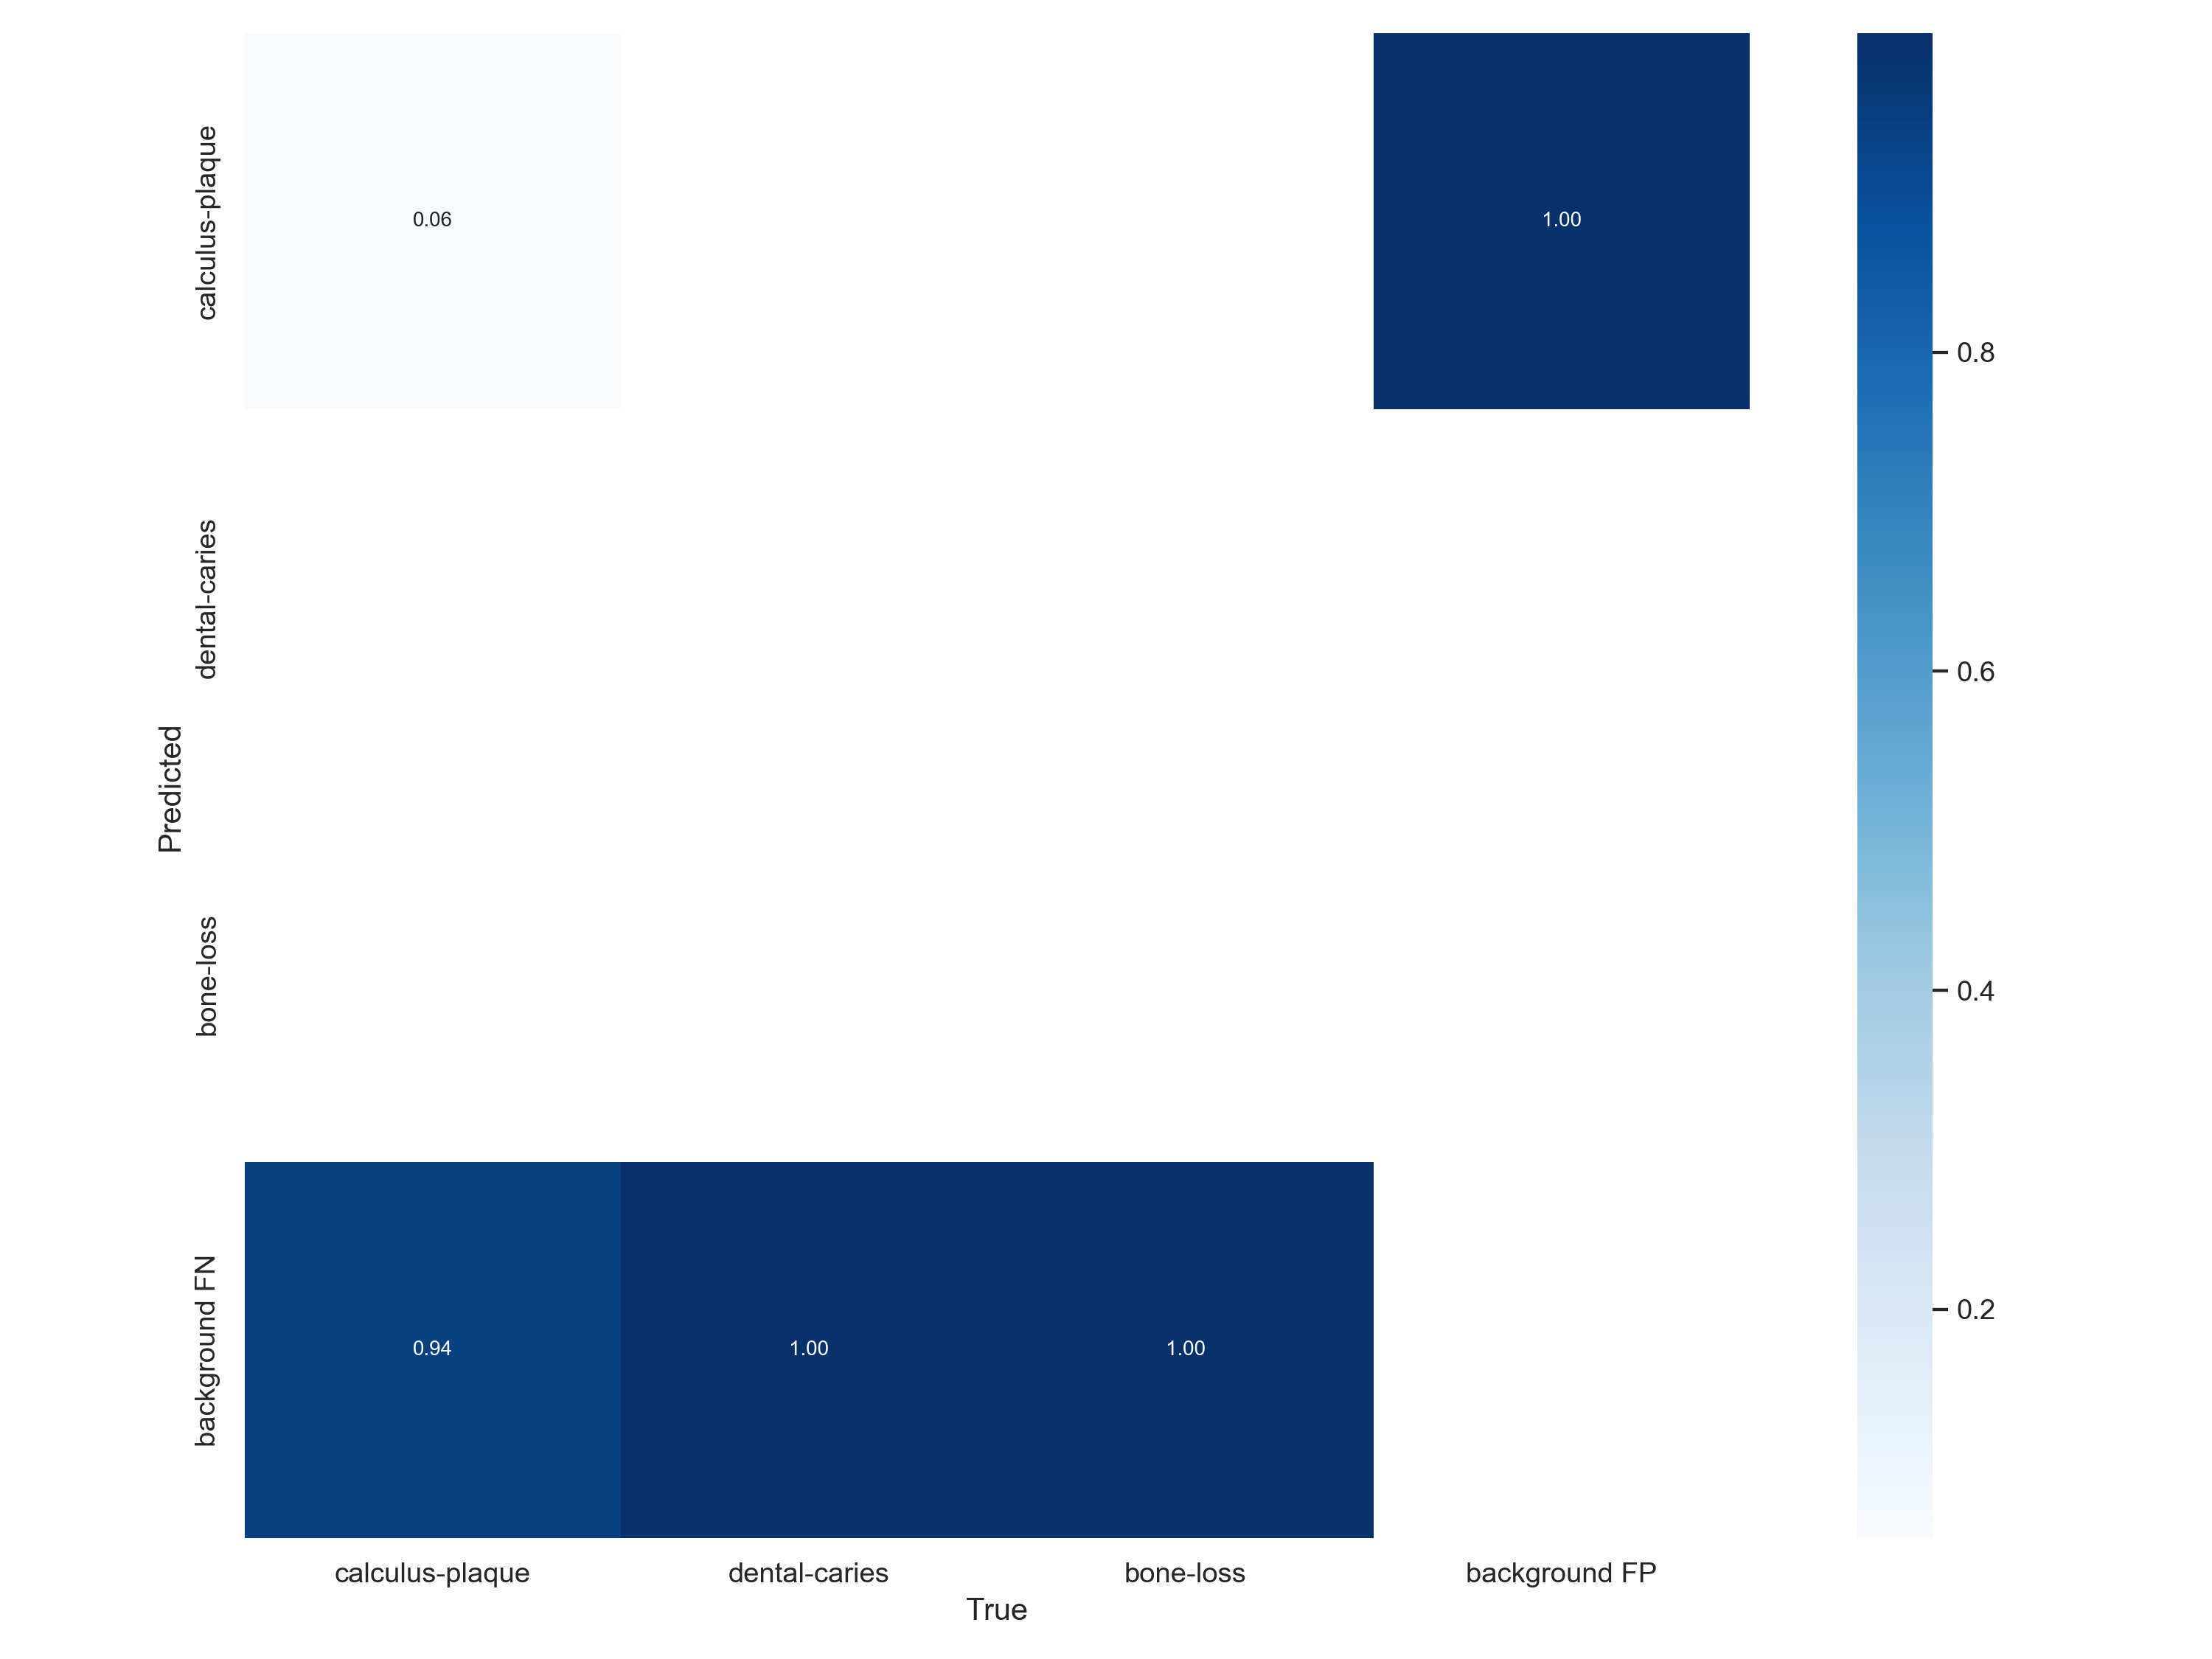 calculus-plaque
dental-caries
bone-loss
background FN
Predicted
0.06
1.00
0.94
1.00
1.00
calculus-plaque
dental-caries
bone-loss
background FP
True
0.8
0.6
0.4
0.2